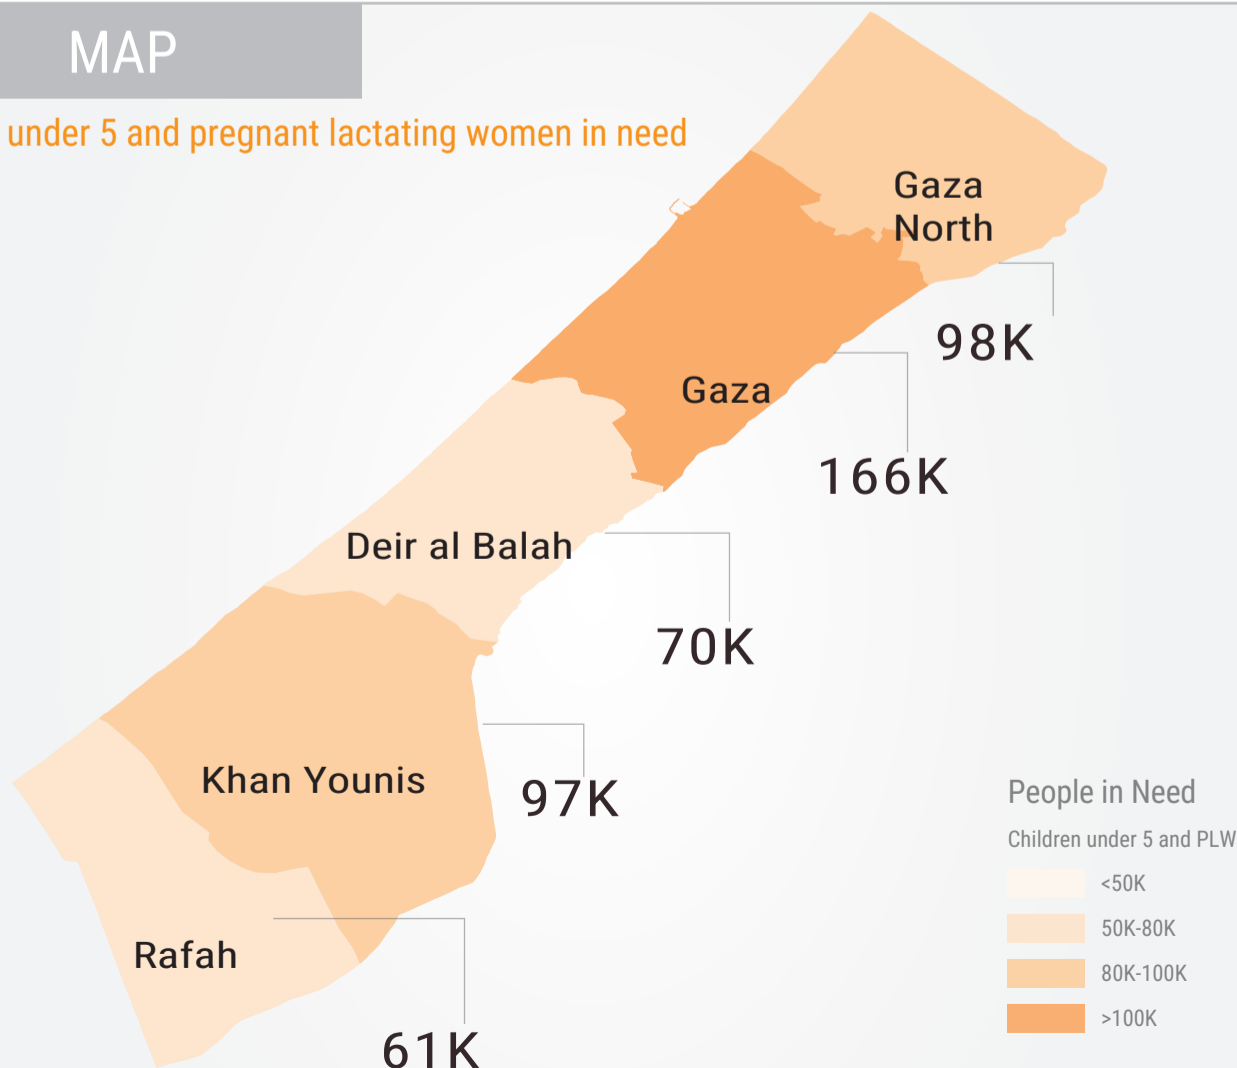 MAP
under 5 and pregnant lactating women in need
Gaza
North
98K
Gaza
166K
Deir al Balah
70K
Khan Younis
97K
Rafah
61K
People in Need
Children under 5 and PLW
<50K
50K-80K
80K-100K
>100K